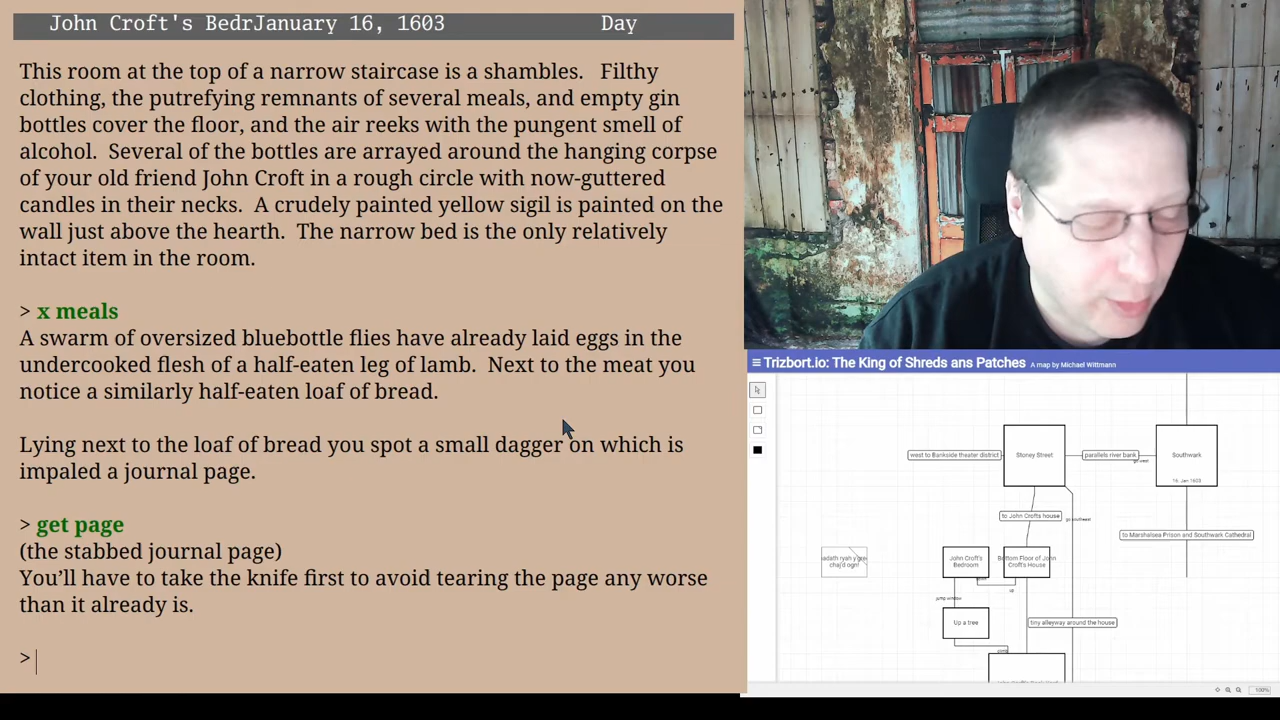 John Croft's BedrJanuary 16, 1603 Day
This room at the top of a narrow staircase is a shambles. Filthy
clothing, the putrefying remnants of several meals, and empty gin
bottles cover the floor, and the air reeks with the pungent smell of
alcohol. Several of the bottles are arrayed around the hanging corpse
of your old friend John Croft in a rough circle with now-guttered
candles in their necks. A crudely painted yellow sigil is painted on the
wall just above the hearth. The narrow bed is the only relatively
intact item in the room.
> x meals
A swarm of oversized bluebottle flies have already laid eggs in the
undercooked flesh of a half-eaten leg of lamb. Next to the meat you
notice a similarly half-eaten loaf of bread.
Lying next to the loaf of bread you spot a small dagger on which is
impaled a journal page.
> get page
(the stabbed journal page)
You'll have to take the knife first to avoid tearing the page any worse
than it already is.
>
Trizbort.io: The King of Shreds ans Patches A map by Michael Wittmann
west to Bankside theater district
Stoney Street
parallels river bank
go west
Southwark
16. Jan 1603
to John Crofts house
go southeast
to Marshalsea Prison and Southwark Cathedral
John Croft's
Bedroom
Bottom Floor of John
Croft's House
up
jump window
Up a tree
tiny alleyway around the house
100%